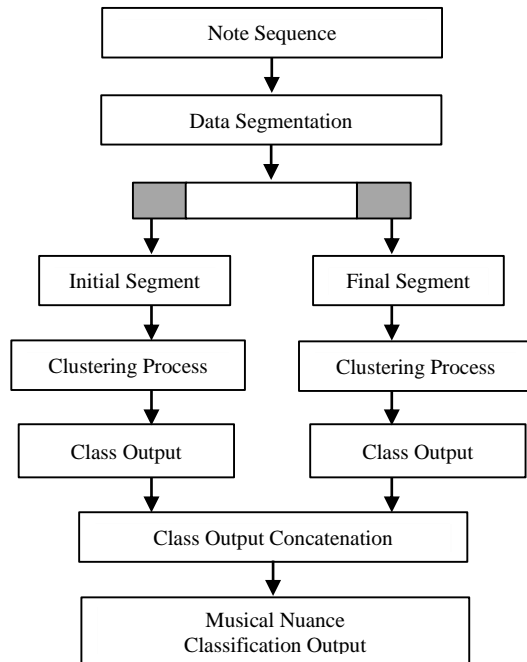 Note Sequence
Data Segmentation
Initial Segment
Final Segment
Clustering Process
Clustering Process
Class Output
Class Output
Class Output Concatenation
Musical Nuance
Classification Output